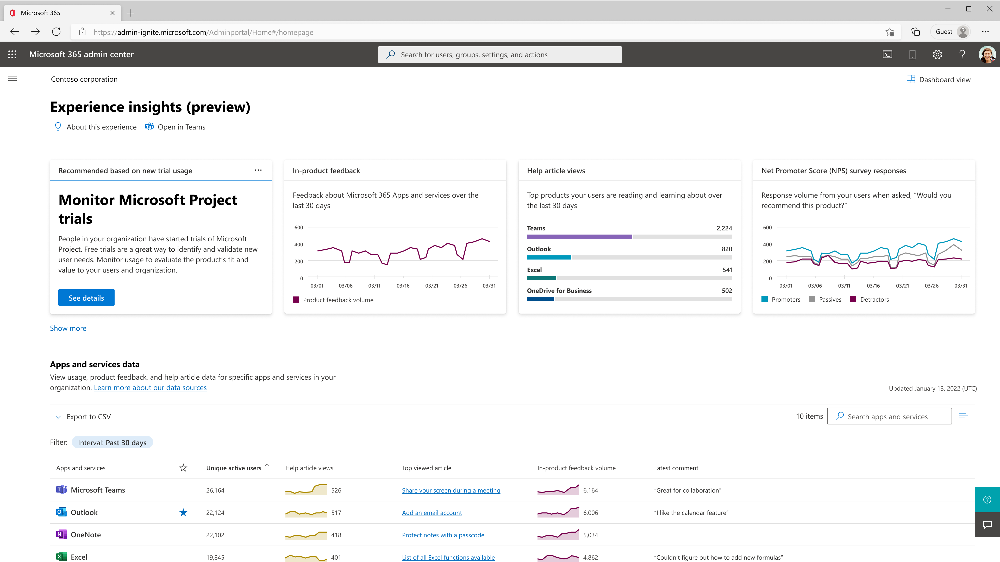 Microsoft 365
https://admin-ignite.microsoft.com/Adminportal/Home#/homepage
Guest
Microsoft 365 admin center
Search for users, groups, settings, and actions
Contoso corporation
Dashboard view
Experience insights (preview)
About this experience
Open in Teams
Recommended based on new trial usage
Monitor Microsoft Project
trials
People in your organization have started trials of Microsoft
Project. Free trials are a great way to identify and validate new
user needs. Monitor usage to evaluate the product's fit and
value to your users and organization.
See details
In-product feedback
Feedback about Microsoft 365 Apps and services over the
last 30 days
600
400
200
0
03/01 03/06 03/11 03/16 03/21 03/26 03/31
Product feedback volume
Help article views
Top products your users are reading and learning about over
the last 30 days
Teams 2,224
Outlook 820
Excel 541
OneDrive for Business 502
Net Promoter Score (NPS) survey responses
Response volume from your users when asked, “Would you
recommend this product?”
600
400
200
0
03/01 03/06 03/11 03/16 03/21 03/26 03/31
Promoters Passives Detractors
Show more
Apps and services data
View usage, product feedback, and help article data for specific apps and services in your
organization. Learn more about our data sources
Updated January 13, 2022 (UTC)
Export to CSV
10 items
Search apps and services
Filter: Interval: Past 30 days
Apps and services Unique active users Help article views Top viewed article In-product feedback volume Latest comment
Microsoft Teams 26,164 526 Share your screen during a meeting 6,164 “Great for collaboration”
Outlook 22,124 517 Add an email account 6,006 “I like the calendar feature”
OneNote 22,102 418 Protect notes with a passcode 5,034
Excel 19,845 401 List of all Excel functions available 4,862 “Couldn't figure out how to add new formulas”